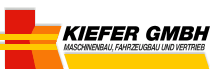 KIEFER GMBH
MASCHINENBAU, FAHRZEUGBAU UND VERTRIEB